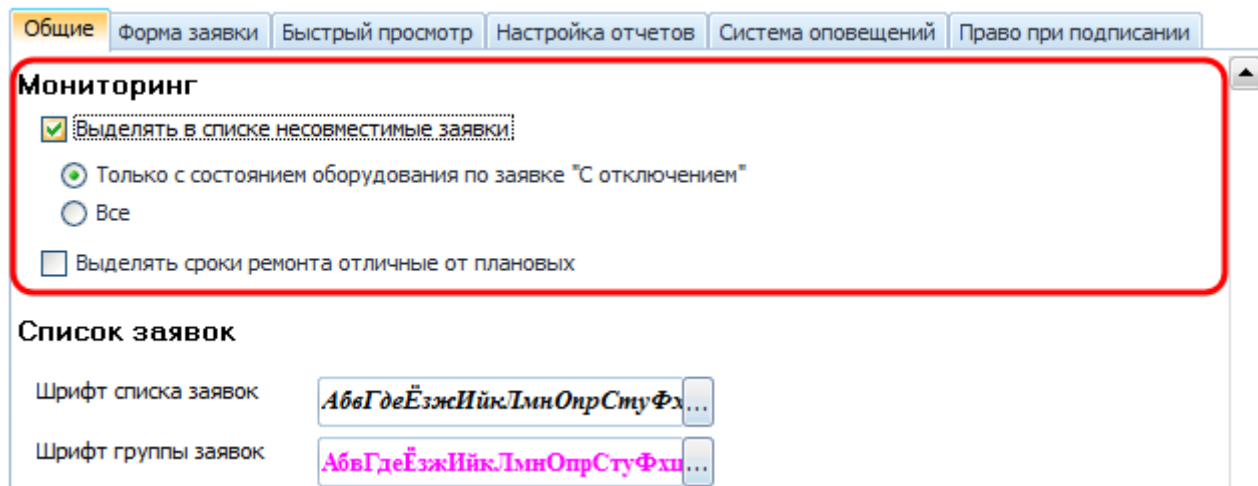 Общие Форма заявки Быстрый просмотр Настройка отчетов Система оповещений Право при подписании
Мониторинг
Выделять в списке несовместимые заявки
Только с состоянием оборудования по заявке "С отключением"
Все
Выделять сроки ремонта отличные от плановых
Список заявок
Шрифт списка заявок АбвГдеЁзжИйкЛмнОпрСтуФх...
Шрифт группы заявок АбвГдеЁзжИйкЛмнОпрСтуФхц...